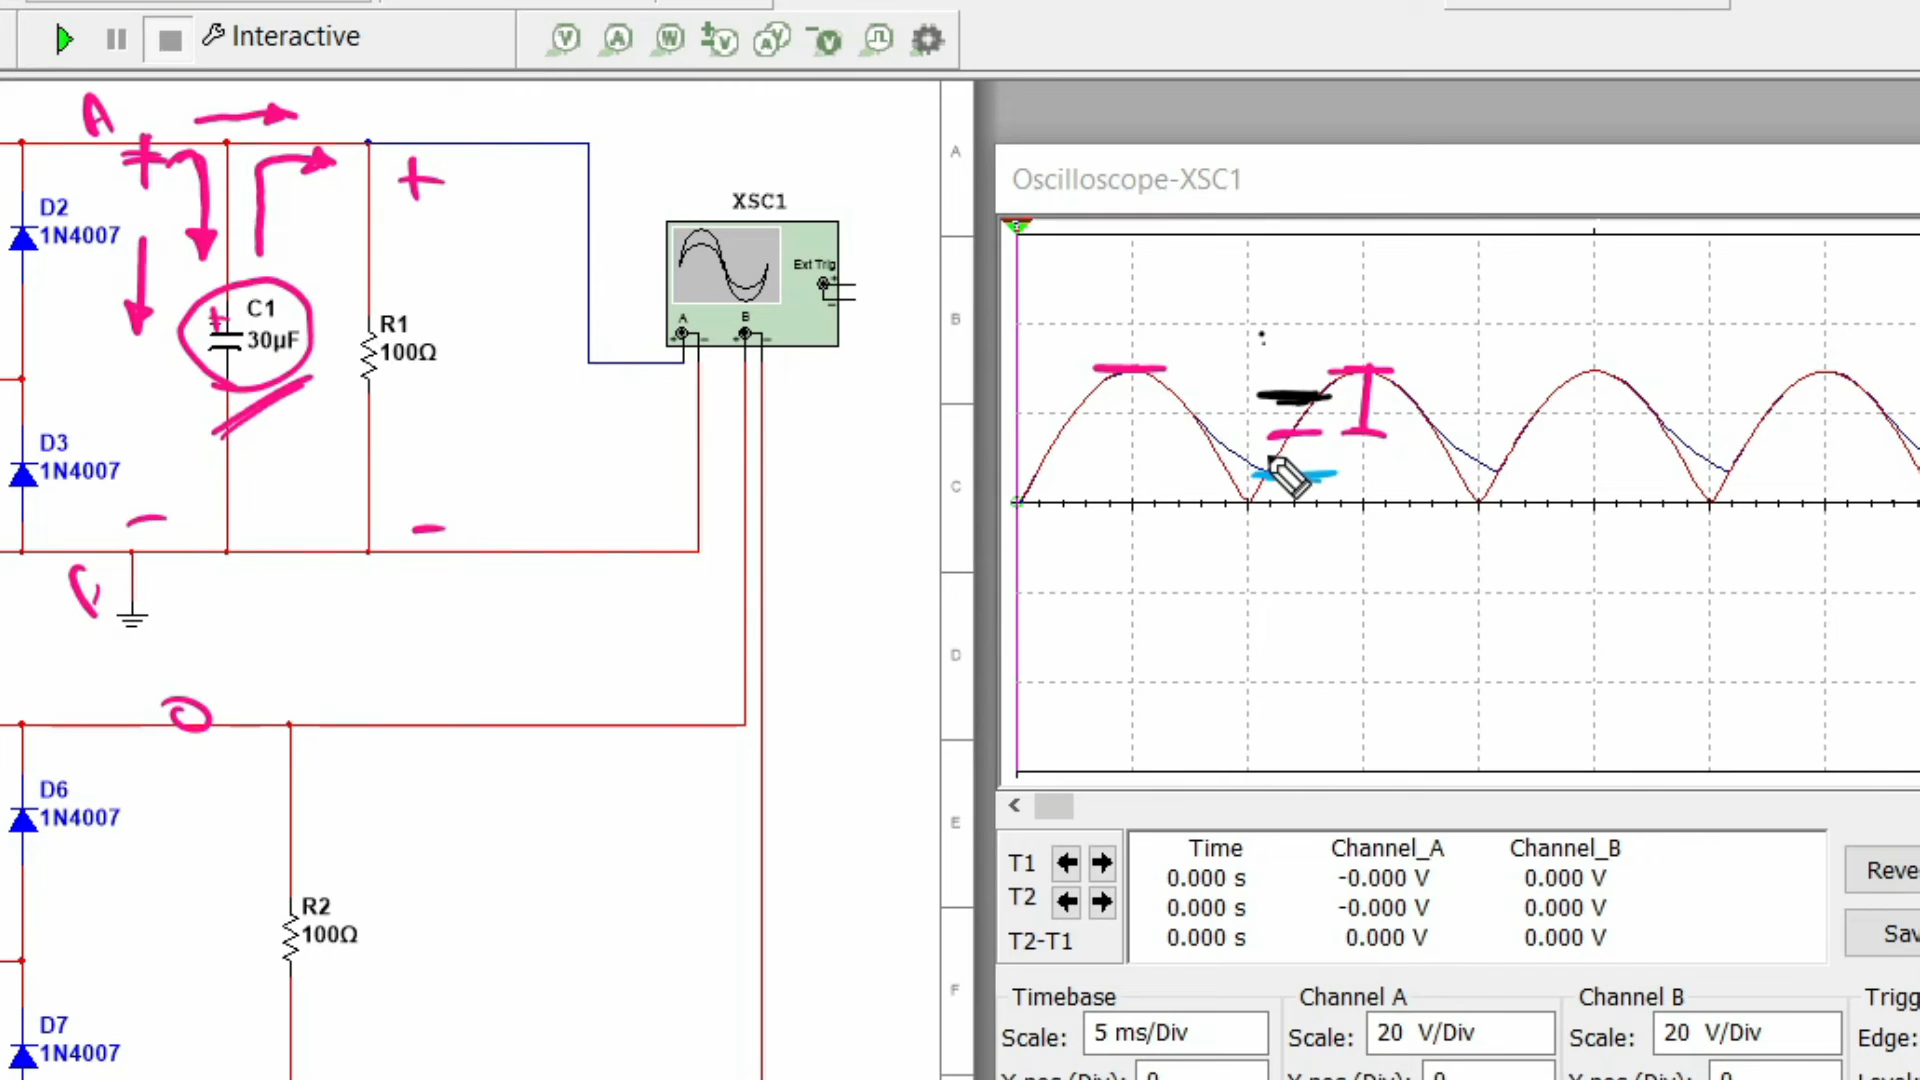 Interactive
A
+
D2
1N4007
C1
30µF
+
R1
100Ω
-
-
D3
1N4007
XSC1
Ext Trig
A
B
D6
1N4007
R2
100Ω
D7
1N4007
A
B
C
D
E
F
Oscilloscope-XSC1
Time Channel_A Channel_B
T1 0.000 s -0.000 V 0.000 V
T2 0.000 s -0.000 V 0.000 V
T2-T1 0.000 s 0.000 V 0.000 V
Reve
Sav
Timebase Channel A Channel B Trigg
Scale: 5 ms/Div Scale: 20 V/Div Scale: 20 V/Div Edge: